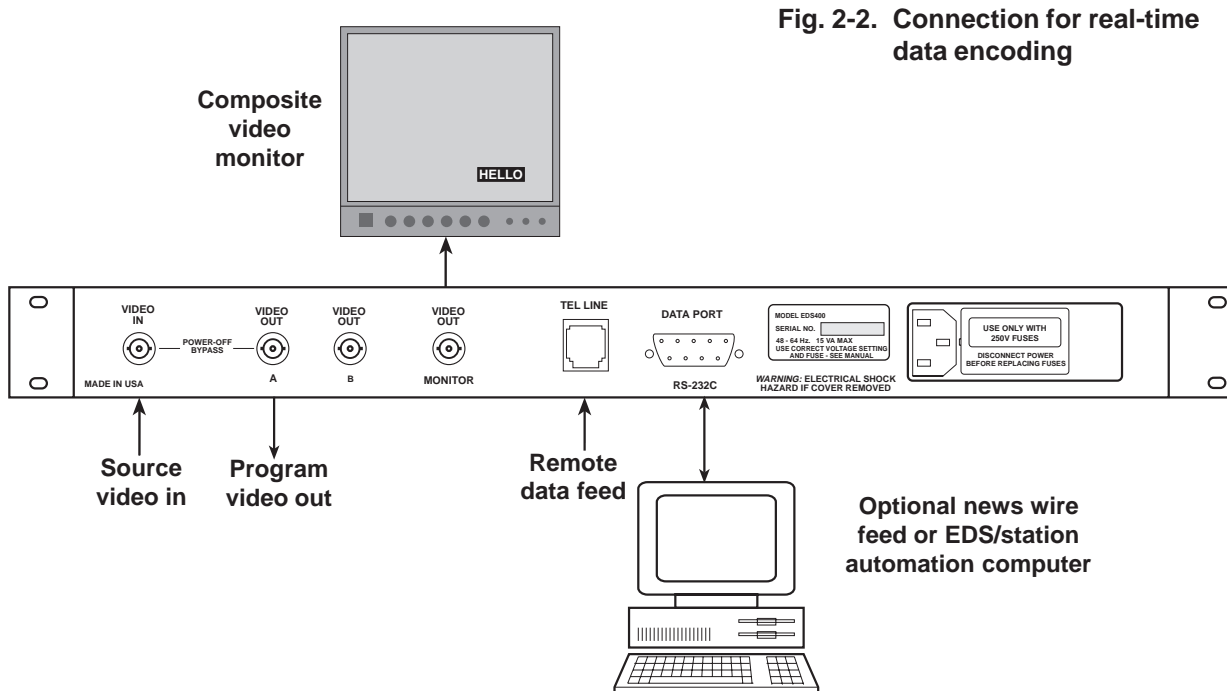 Fig. 2-2. Connection for real-time
data encoding
Composite
video
monitor
HELLO
VIDEO
IN
POWER-OFF
BYPASS
VIDEO
OUT
A
VIDEO
OUT
B
VIDEO
OUT
MONITOR
MADE IN USA
TEL LINE
DATA PORT
RS-232C
MODEL EDS400
SERIAL NO.
48 - 64 Hz. 15 VA MAX
USE CORRECT VOLTAGE SETTING
AND FUSE - SEE MANUAL
WARNING: ELECTRICAL SHOCK
HAZARD IF COVER REMOVED
USE ONLY WITH
250V FUSES
DISCONNECT POWER
BEFORE REPLACING FUSES
Source
video in
Program
video out
Remote
data feed
Optional news wire
feed or EDS/station
automation computer